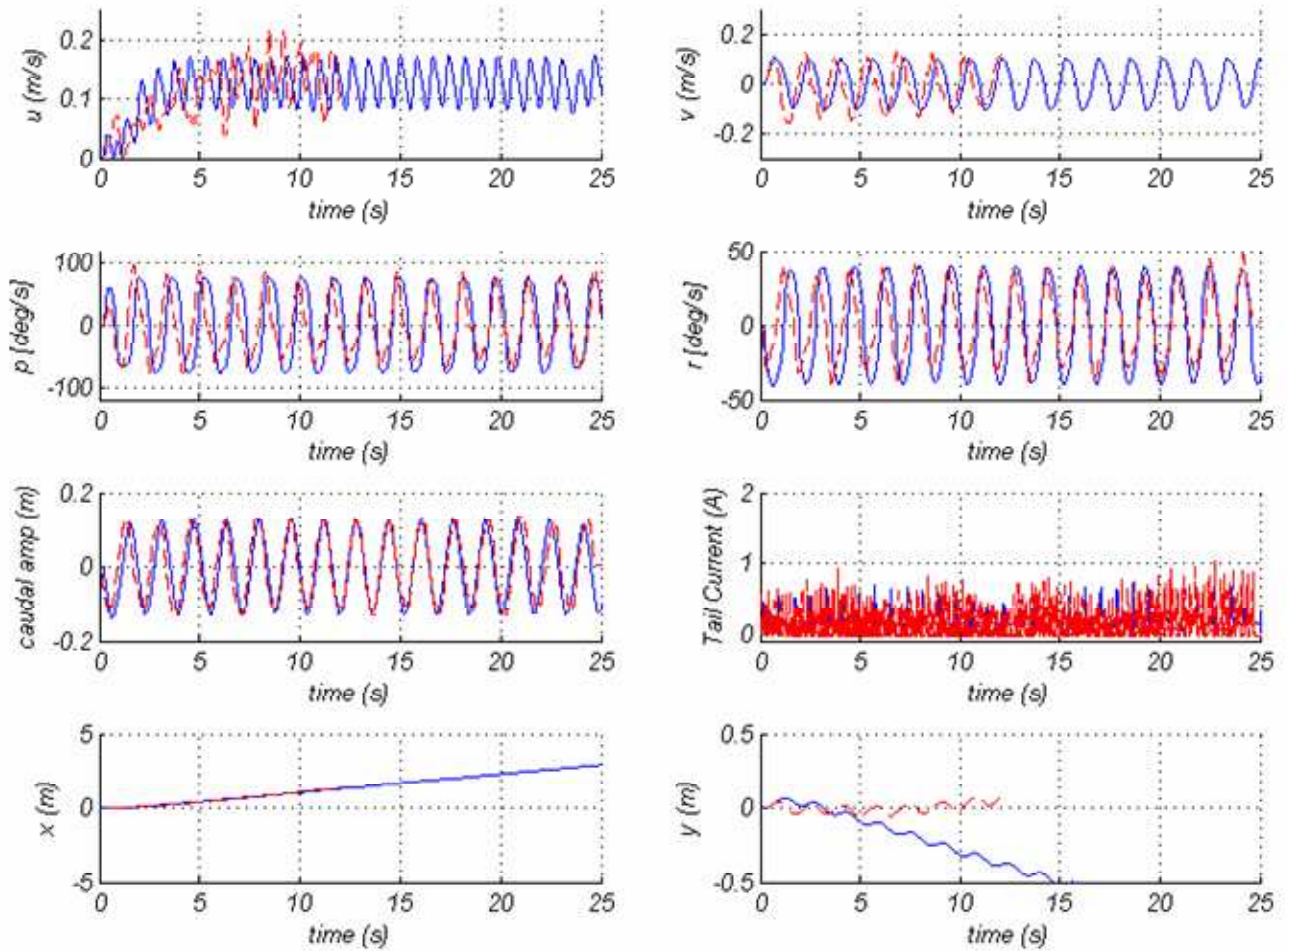 u (m/s)
0.2
0.1
0
0 5 10 15 20 25
time (s)
v (m/s)
0.2
0
-0.2
0 5 10 15 20 25
time (s)
p [deg/s]
100
0
-100
0 5 10 15 20 25
time (s)
r [deg/s]
50
0
-50
0 5 10 15 20 25
time (s)
caudal amp (m)
0.2
0
-0.2
0 5 10 15 20 25
time (s)
Tail Current (A)
2
1
0
0 5 10 15 20 25
time (s)
x (m)
5
0
-5
0 5 10 15 20 25
time (s)
y (m)
0.5
0
-0.5
0 5 10 15 20 25
time (s)